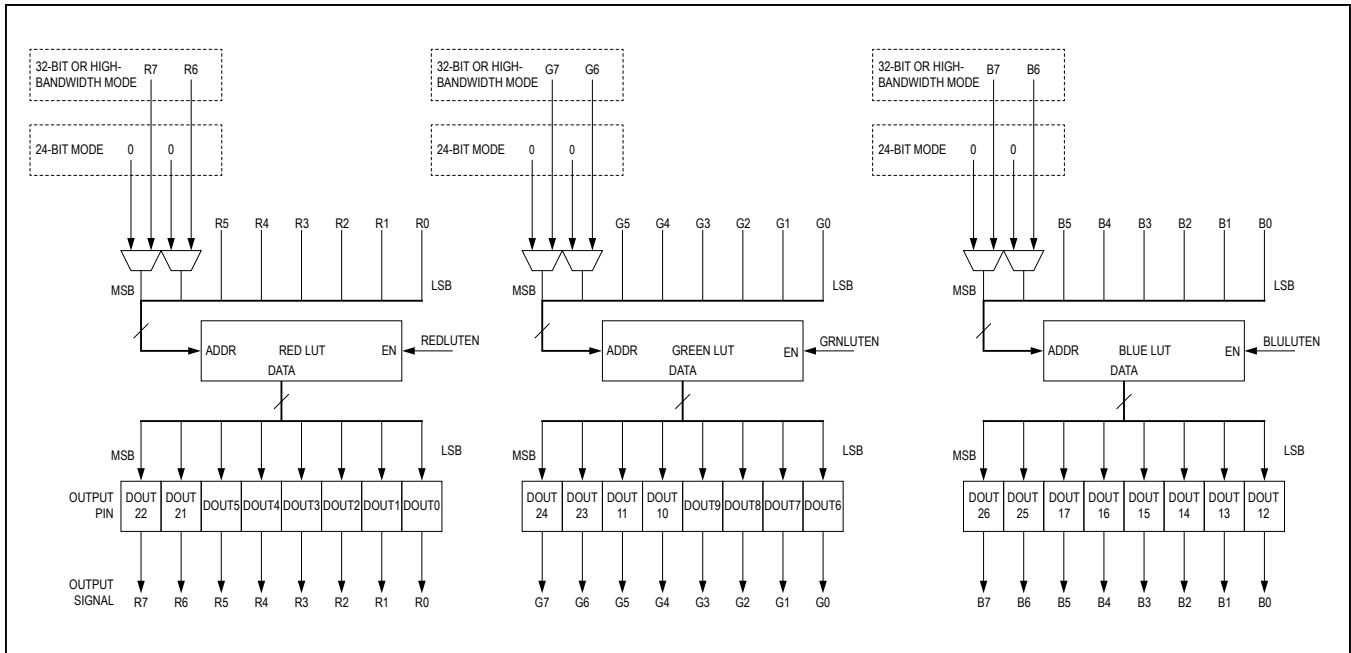 32-BIT OR HIGH-
BANDWIDTH MODE
R7 R6
24-BIT MODE 0 0
R5 R4 R3 R2 R1 R0
MSB LSB
ADDR RED LUT EN REDLUTEN
DATA
MSB LSB
OUTPUT
PIN
DOUT
22
DOUT
21
DOUT5 DOUT4 DOUT3 DOUT2 DOUT1 DOUT0
OUTPUT
SIGNAL
R7 R6 R5 R4 R3 R2 R1 R0
32-BIT OR HIGH-
BANDWIDTH MODE
G7 G6
24-BIT MODE 0 0
G5 G4 G3 G2 G1 G0
MSB LSB
ADDR GREEN LUT EN GRNLUTEN
DATA
MSB LSB
DOUT
24
DOUT
23
DOUT
11
DOUT
10
DOUT9 DOUT8 DOUT7 DOUT6
G7 G6 G5 G4 G3 G2 G1 G0
32-BIT OR HIGH-
BANDWIDTH MODE
B7 B6
24-BIT MODE 0 0
B5 B4 B3 B2 B1 B0
MSB LSB
ADDR BLUE LUT EN BLULUTEN
DATA
MSB LSB
DOUT
26
DOUT
25
DOUT
17
DOUT
16
DOUT
15
DOUT
14
DOUT
13
DOUT
12
B7 B6 B5 B4 B3 B2 B1 B0